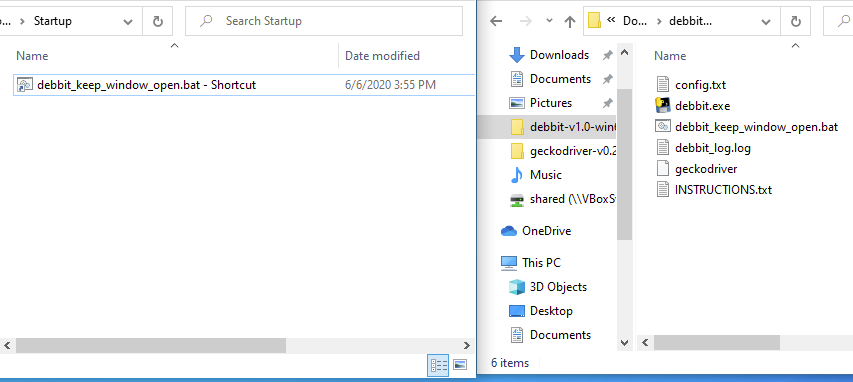 o... > Startup
Search Startup
Name
Date modified
debbit_keep_window_open.bat - Shortcut
6/6/2020 3:55 PM
« Do... > debbit...
Downloads
Documents
Pictures
debbit-v1.0-win
geckodriver-v0.2
Music
shared (\\VBoxS
OneDrive
This PC
3D Objects
Desktop
Documents
Name
config.txt
debbit.exe
debbit_keep_window_open.bat
debbit_log.log
geckodriver
INSTRUCTIONS.txt
6 items